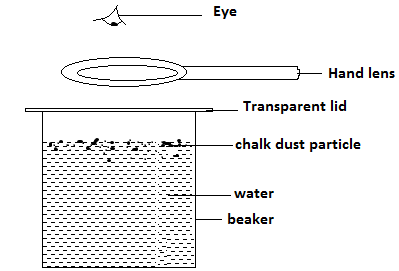 Eye
Hand lens
Transparent lid
chalk dust particle
water
beaker